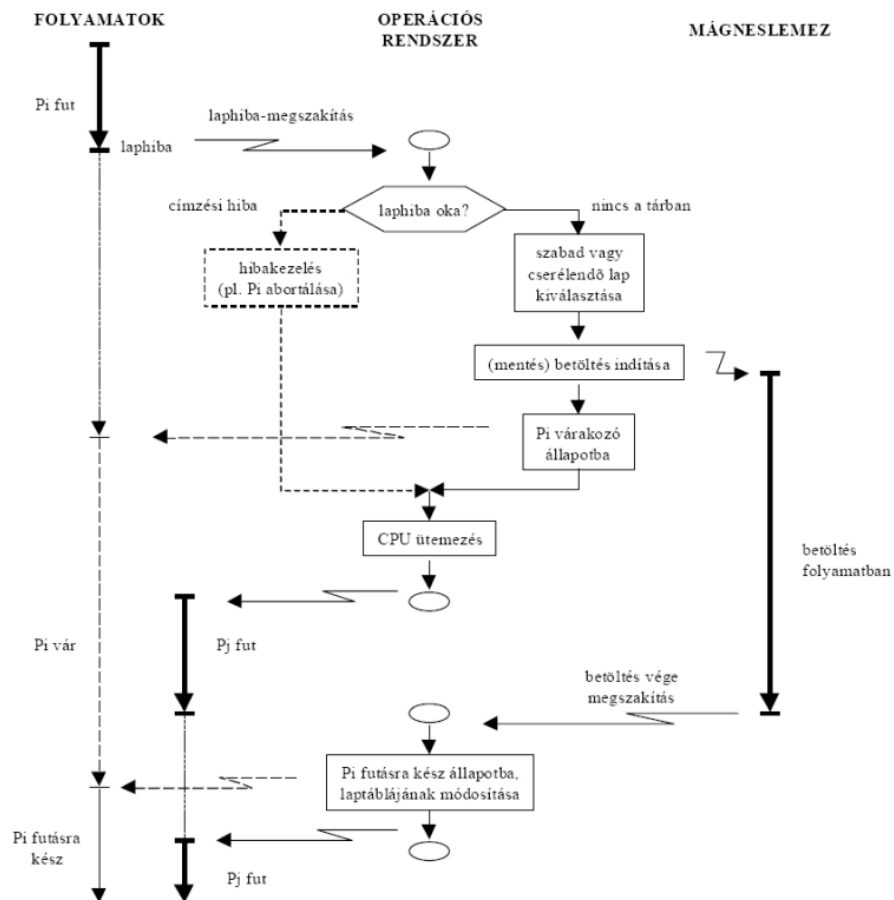 FOLYAMATOK
OPERÁCIÓS
RENDSZER
MÁGNESLEMEZ
Pi fut
laphiba-megszakítás
laphiba
címzési hiba
laphiba oka?
nincs a tárban
hibakezelés
(pl. Pi abortálása)
szabad vagy
cserélendõ lap
kiválasztása
(mentés) betöltés indítása
Pi várakozó
állapotba
CPU ütemezés
betöltés
folyamatban
Pi vár
Pj fut
betöltés vége
megszakítás
Pi futásra kész állapotba,
laptáblájának módosítása
Pi futásra
kész
Pj fut